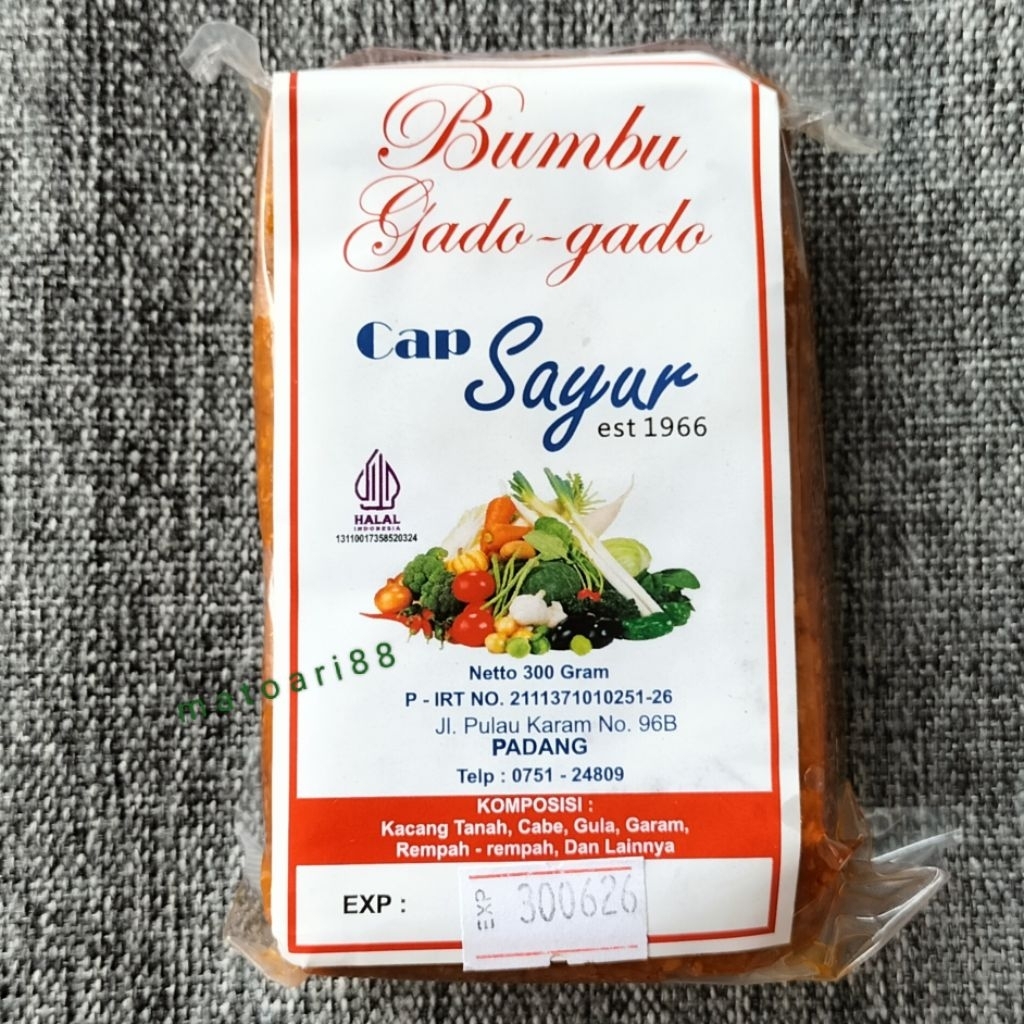 Bumbu
Gado-gado
Cap Sayur
est 1966
HALAL
INDONESIA
13110017358520324
matoari88
Netto 300 Gram
P - IRT NO. 2111371010251-26
Jl. Pulau Karam No. 96B
PADANG
Telp : 0751 - 24809
KOMPOSISI :
Kacang Tanah, Cabe, Gula, Garam,
Rempah - rempah, Dan Lainnya
EXP :
EXP 300626